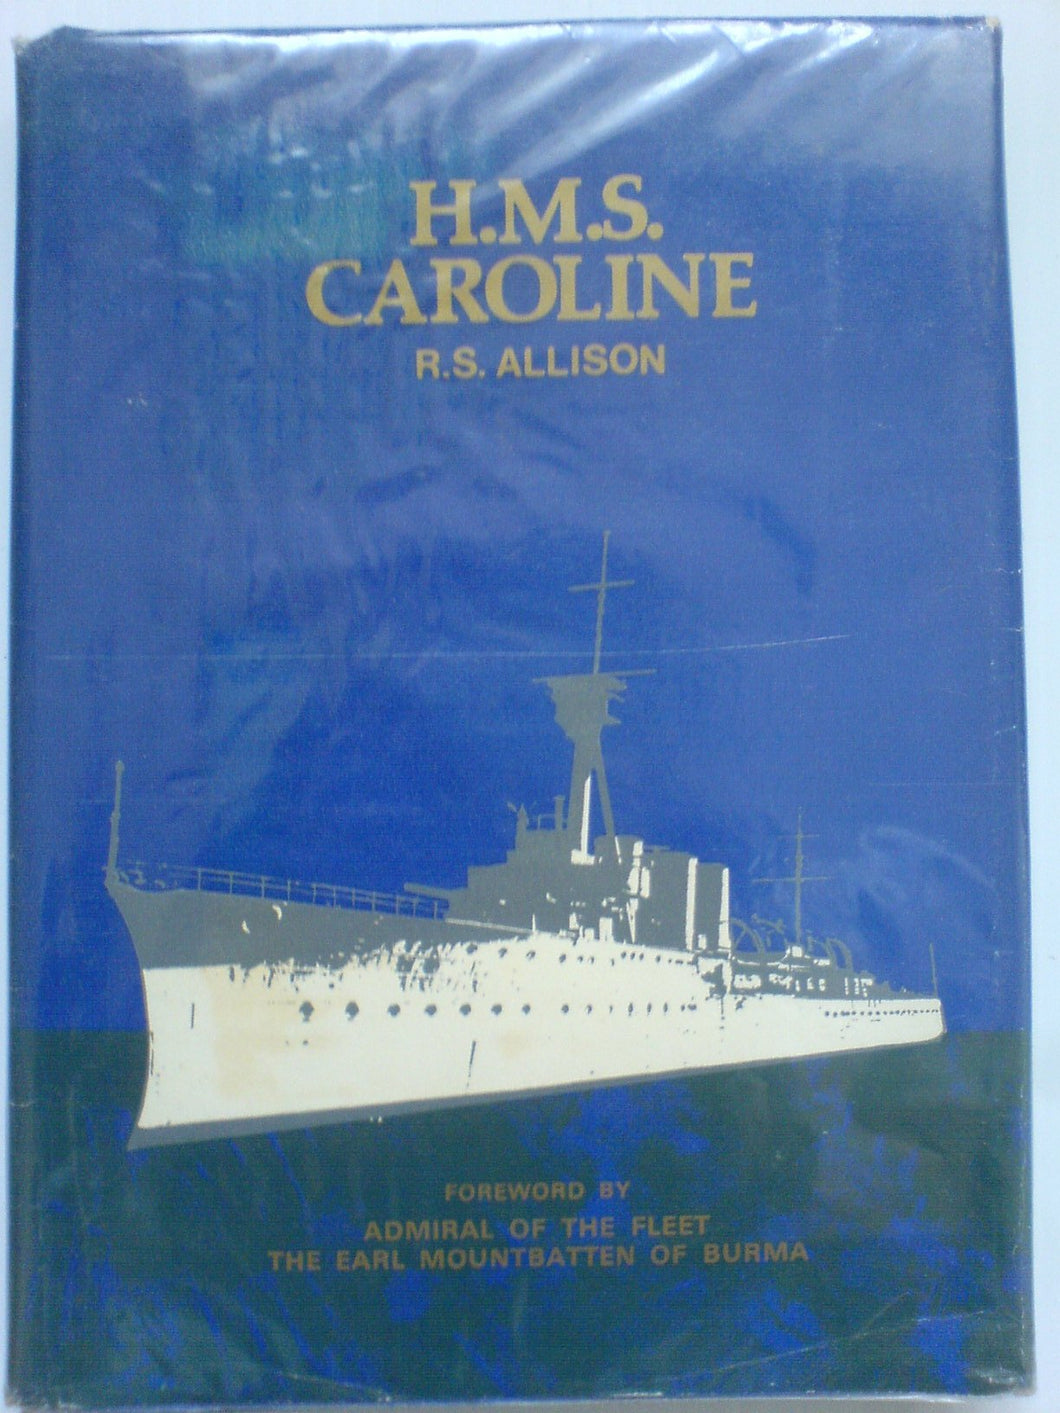 H.M.S.
CAROLINE
R.S. ALLISON
FOREWORD BY
ADMIRAL OF THE FLEET
THE EARL MOUNTBATTEN OF BURMA